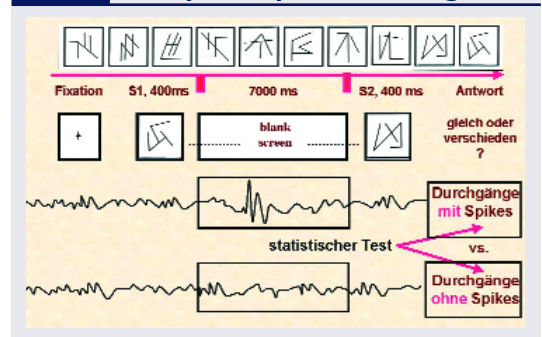 Fixation S1, 400ms 7000 ms S2, 400 ms Antwort
+
blank
screen
gleich oder
verschieden
?
Durchgänge
mit Spikes
statistischer Test
vs.
Durchgänge
ohne Spikes